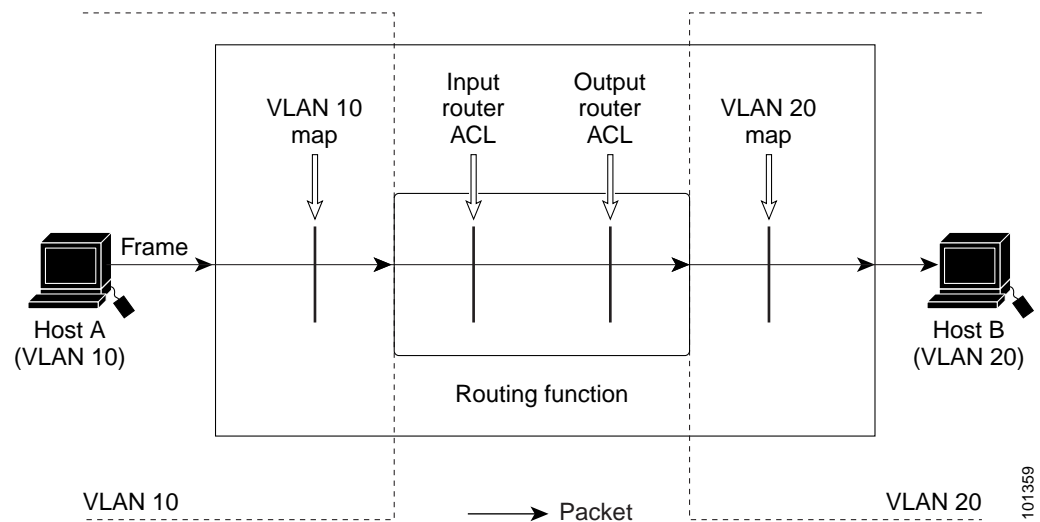 VLAN 10
map
Input
router
ACL
Output
router
ACL
VLAN 20
map
Frame
Host A
(VLAN 10)
Host B
(VLAN 20)
Routing function
VLAN 10
Packet
VLAN 20
101359